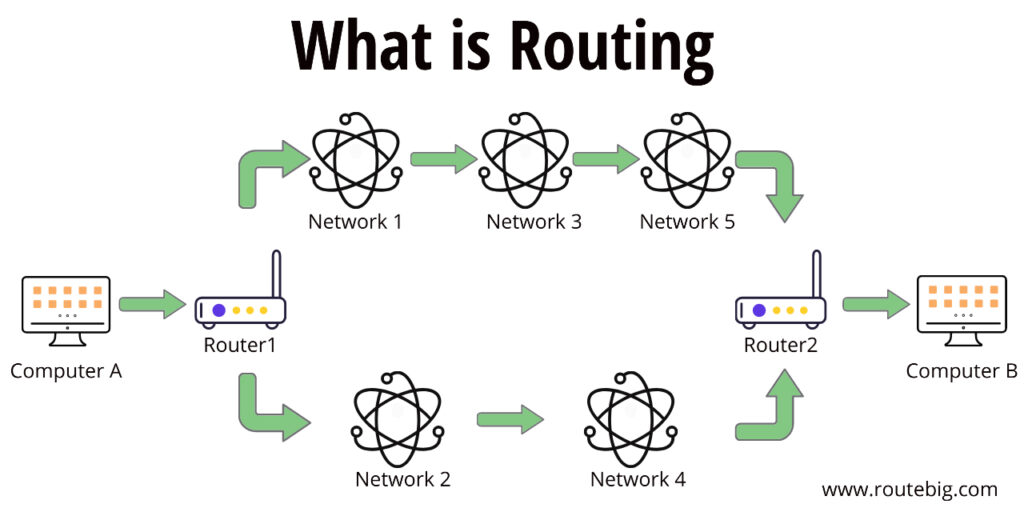 What is Routing
Network 1
Network 3
Network 5
Computer A
Router1
Router2
Computer B
Network 2
Network 4
www.routebig.com